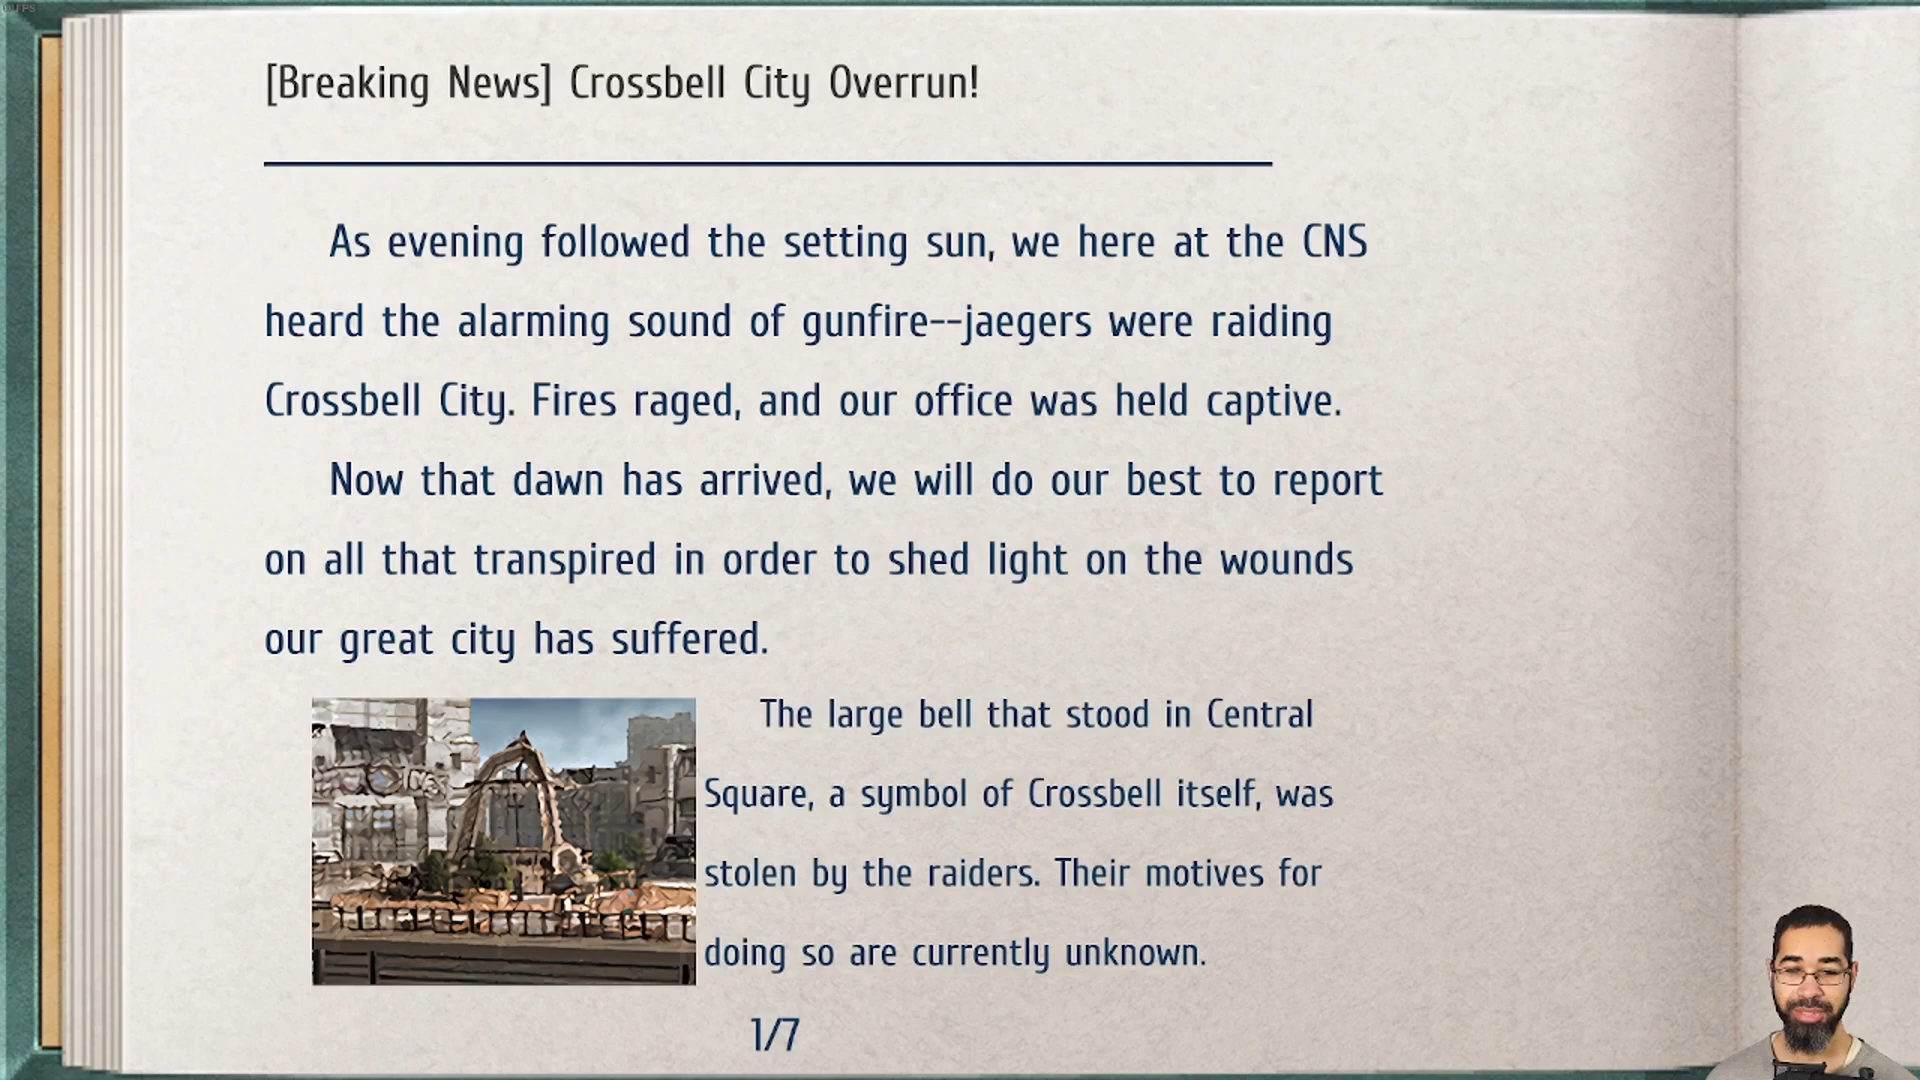 [Breaking News] Crossbell City Overrun!
As evening followed the setting sun, we here at the CNS
heard the alarming sound of gunfire--jaegers were raiding
Crossbell City. Fires raged, and our office was held captive.
Now that dawn has arrived, we will do our best to report
on all that transpired in order to shed light on the wounds
our great city has suffered.
The large bell that stood in Central
Square, a symbol of Crossbell itself, was
stolen by the raiders. Their motives for
doing so are currently unknown.
1/7